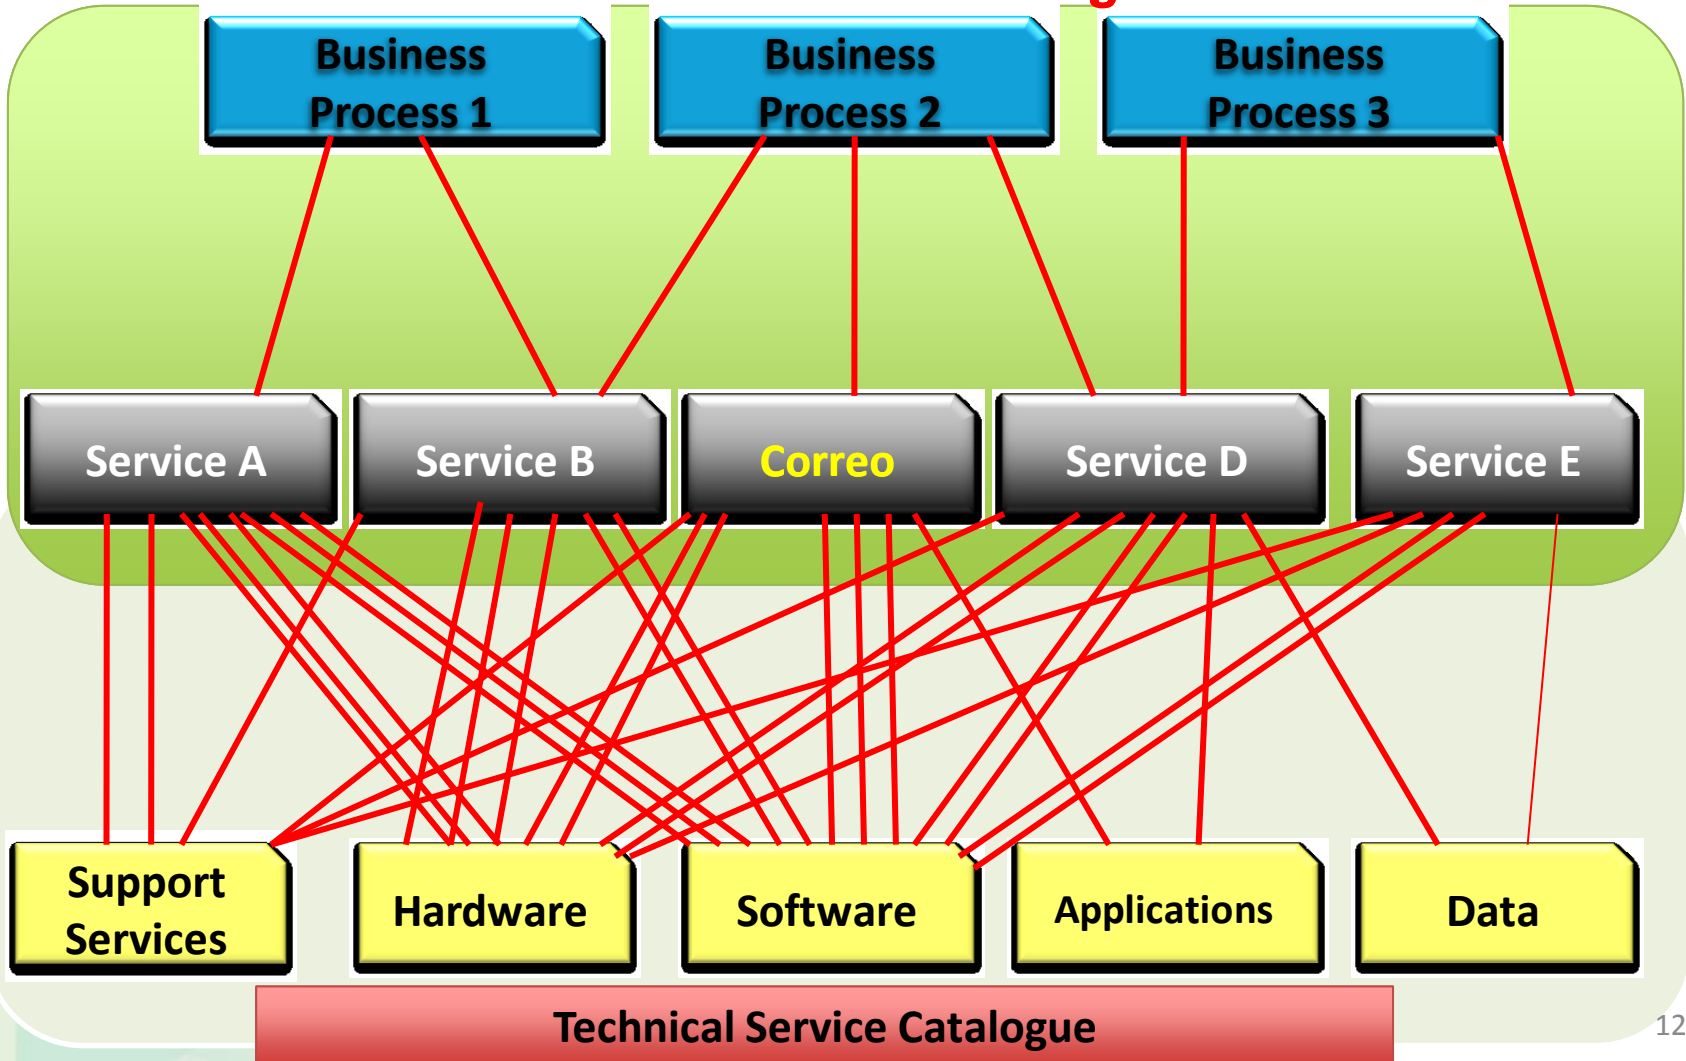 Business
Process 1
Business
Process 2
Business
Process 3
Service A
Service B
Correo
Service D
Service E
Support
Services
Hardware
Software
Applications
Data
Technical Service Catalogue
12